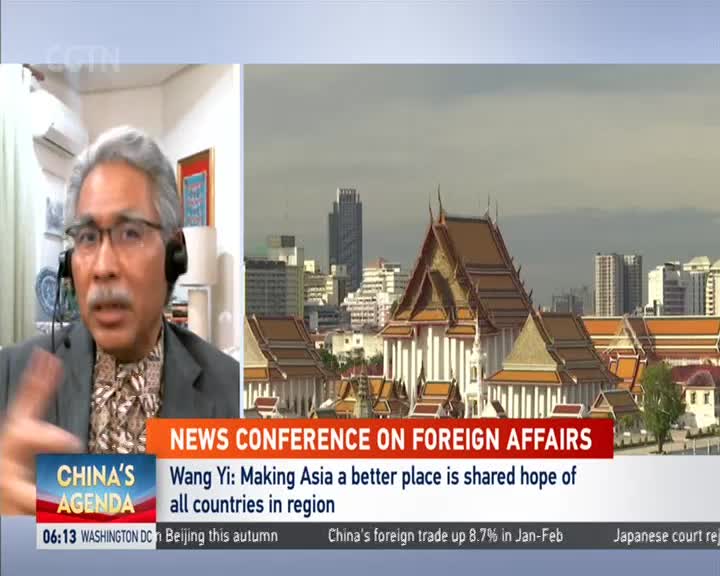 CGTN
NEWS CONFERENCE ON FOREIGN AFFAIRS
Wang Yi: Making Asia a better place is shared hope of
all countries in region
CHINA'S
AGENDA
06:13 WASHINGTON DC
n Beijing this autumn China's foreign trade up 8.7% in Jan-Feb Japanese court rej